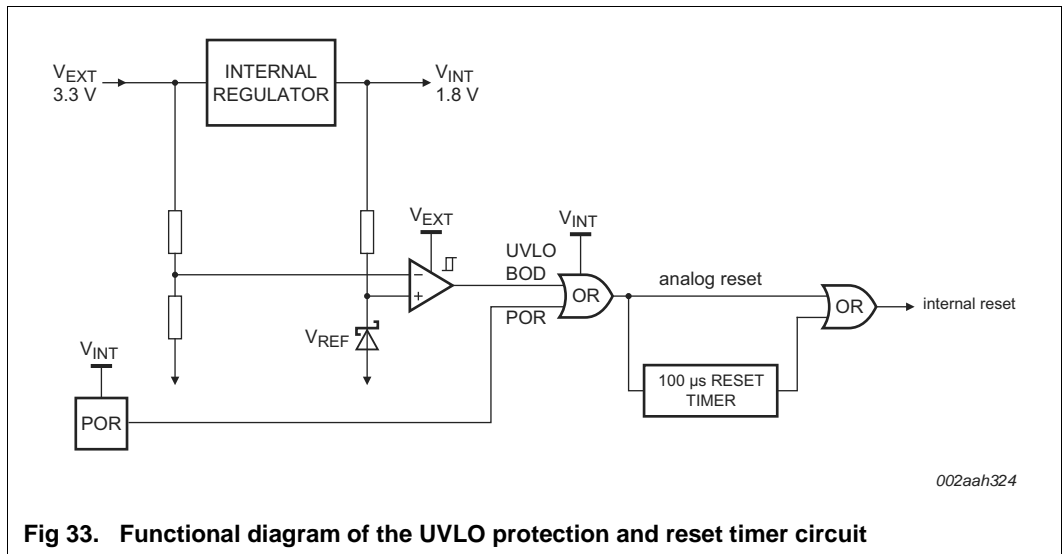 VEXT
3.3 V
INTERNAL
REGULATOR
VINT
1.8 V
VEXT
VINT
UVLO
BOD
POR
OR
analog reset
OR
internal reset
VREF
VINT
POR
100 µs RESET
TIMER
002aah324
Fig 33. Functional diagram of the UVLO protection and reset timer circuit